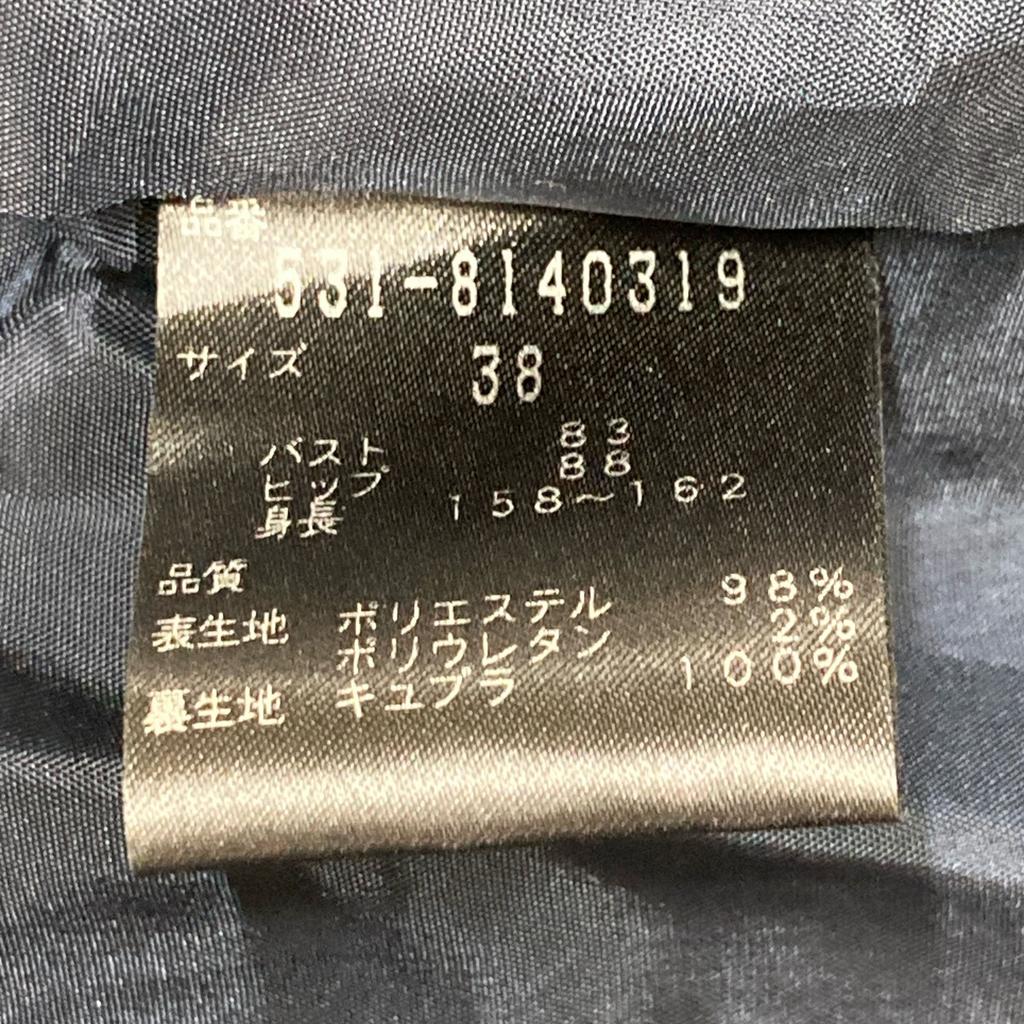 品番
531-8140319
サイズ 38
バスト 83
ヒップ 88
身長 158～162
品質
表生地 ポリエステル 98%
ポリウレタン 2%
裏生地 キュプラ 100%